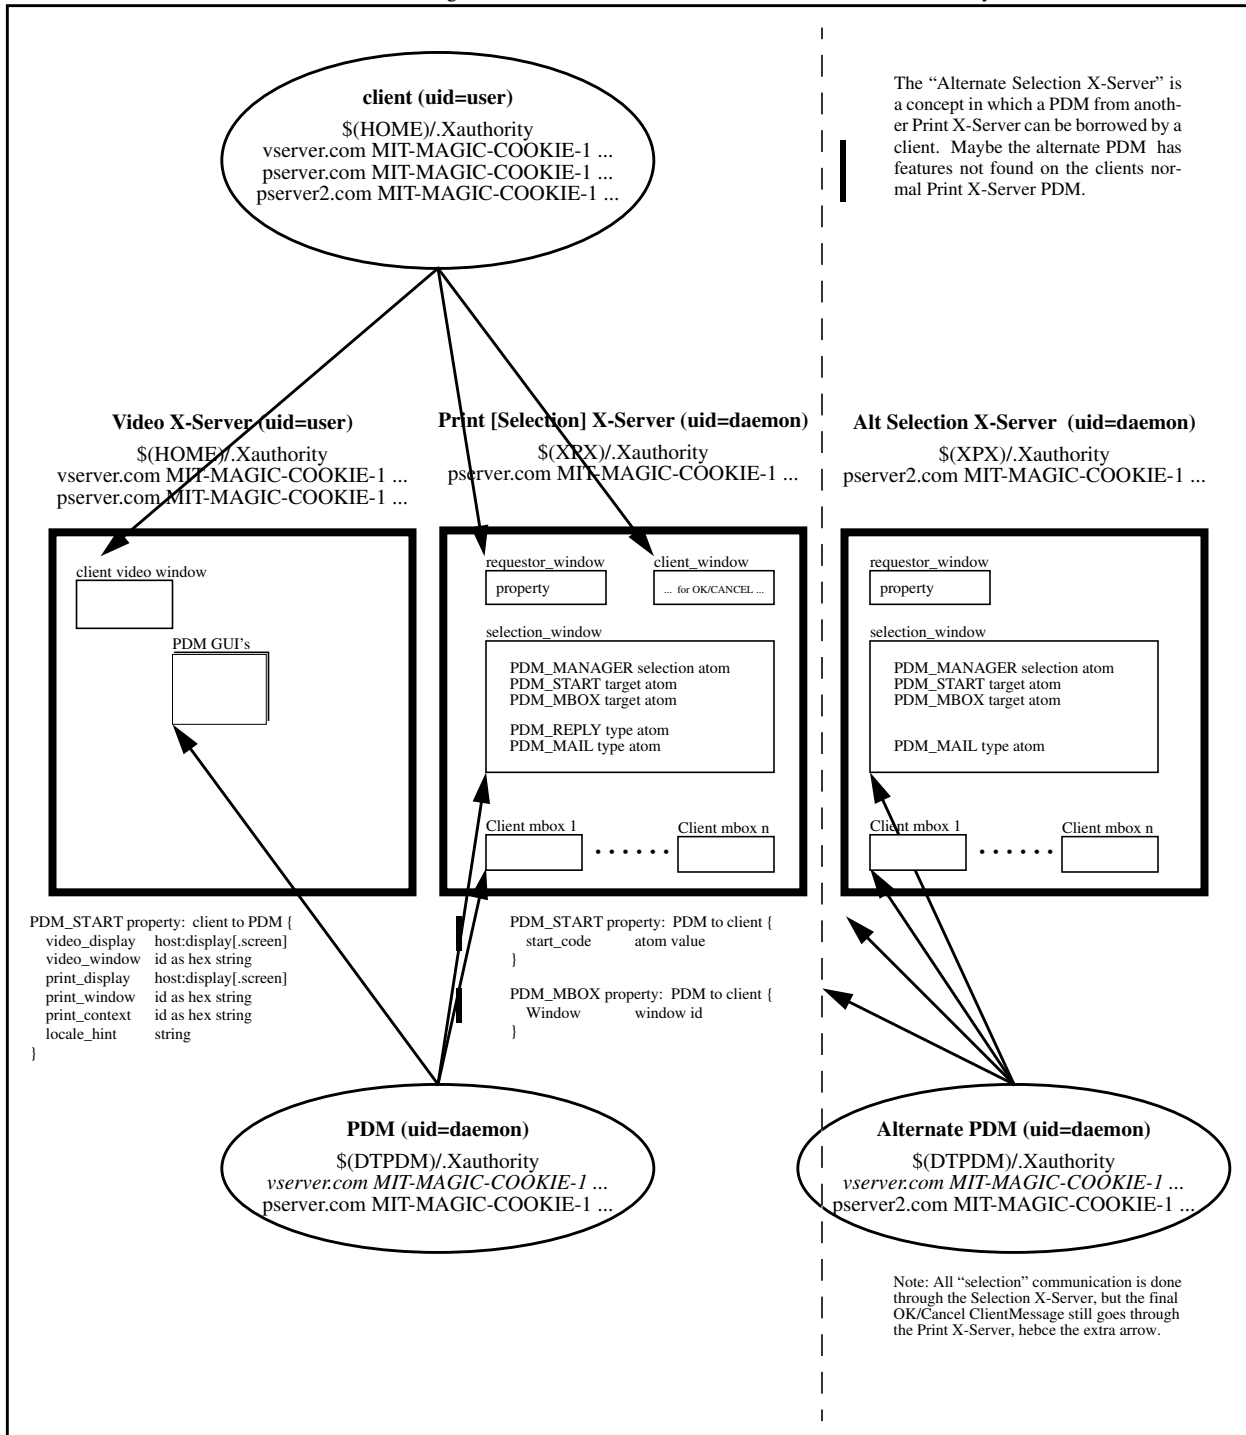 client (uid=user)
$(HOME)/.Xauthority
vserver.com MIT-MAGIC-COOKIE-1 ...
pserver.com MIT-MAGIC-COOKIE-1 ...
pserver2.com MIT-MAGIC-COOKIE-1 ...
The “Alternate Selection X-Server” is
a concept in which a PDM from anoth-
er Print X-Server can be borrowed by a
client.  Maybe the alternate PDM  has
features not found on the clients nor-
mal Print X-Server PDM.
Video X-Server (uid=user)
$(HOME)/.Xauthority
vserver.com MIT-MAGIC-COOKIE-1 ...
pserver.com MIT-MAGIC-COOKIE-1 ...
client video window
PDM GUI's
Print [Selection] X-Server (uid=daemon)
$(XPX)/.Xauthority
pserver.com MIT-MAGIC-COOKIE-1 ...
requestor_window
property
client_window
...  for OK/CANCEL ...
selection_window
PDM_MANAGER selection atom
PDM_START target atom
PDM_MBOX target atom
PDM_REPLY type atom
PDM_MAIL type atom
Client mbox 1
. . . . . .
Client mbox n
Alt Selection X-Server  (uid=daemon)
$(XPX)/.Xauthority
pserver2.com MIT-MAGIC-COOKIE-1 ...
requestor_window
property
selection_window
PDM_MANAGER selection atom
PDM_START target atom
PDM_MBOX target atom
PDM_MAIL type atom
Client mbox 1
. . . . . .
Client mbox n
PDM_START property:  client to PDM {
video_display host:display[.screen]
video_window id as hex string
print_display host:display[.screen]
print_window id as hex string
print_context id as hex string
locale_hint string
}
PDM_START property:  PDM to client {
start_code atom value
}
PDM_MBOX property:  PDM to client {
Window window id
}
PDM (uid=daemon)
$(DTPDM)/.Xauthority
vserver.com MIT-MAGIC-COOKIE-1 ...
pserver.com MIT-MAGIC-COOKIE-1 ...
Alternate PDM (uid=daemon)
$(DTPDM)/.Xauthority
vserver.com MIT-MAGIC-COOKIE-1 ...
pserver2.com MIT-MAGIC-COOKIE-1 ...
Note: All “selection” communication is done
through the Selection X-Server, but the final
OK/Cancel ClientMessage still goes through
the Print X-Server, hebce the extra arrow.